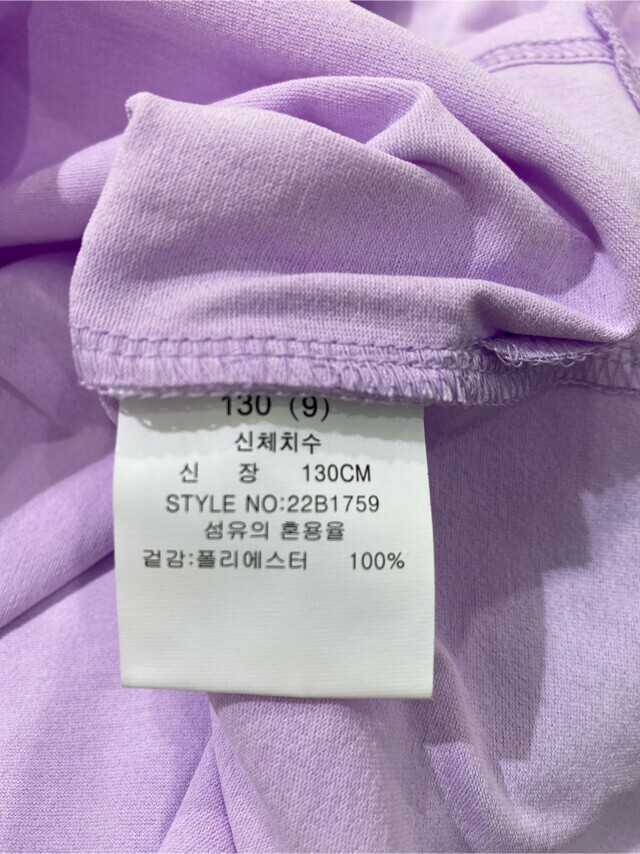 130 (9)
신체치수
신 장 130CM
STYLE NO:22B1759
섬유의 혼용율
겉감:폴리에스터 100%